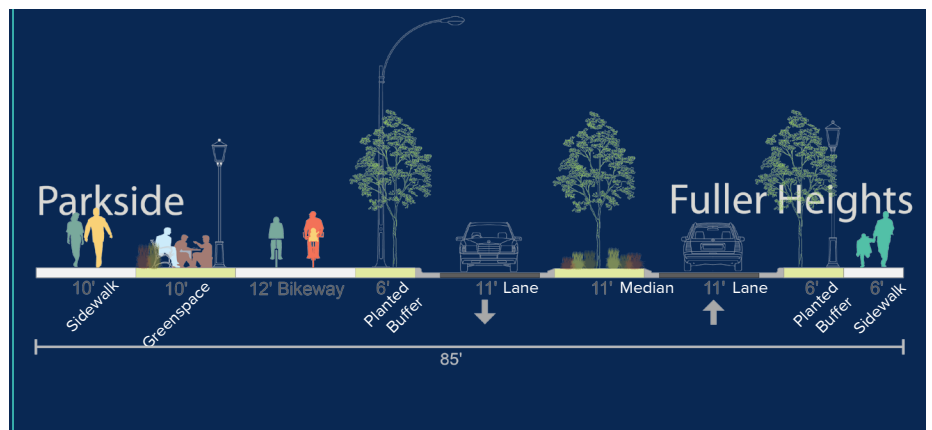 Parkside
Fuller Heights
10' Sidewalk
10' Greenspace
12' Bikeway
6' Planted
Buffer
11' Lane
11' Median
11' Lane
6' Planted
Buffer
6' Sidewalk
85'